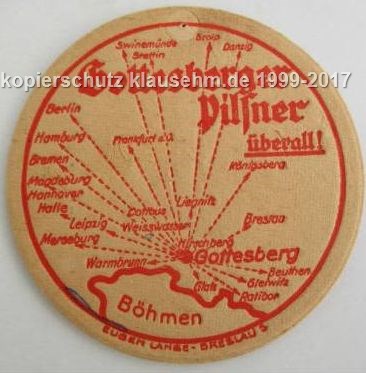 Swinemünde
Stettin
Stolp
Danzig
kopierschutz klausehm.de 1999-2017
Pilsner
überall!
Berlin
Hamburg
Frankfurt a.O.
Bremen
Königsberg
Magdeburg
Hannover
Halle
Cottbus
Liegnitz
Leipzig
Weisswasser
Breslau
Merseburg
Hirschberg
Gottesberg
Warmbrunn
Beuthen
Glatz
Gleiwitz
Ratibor
Böhmen
EUGEN LANGE - BRESLAU 5